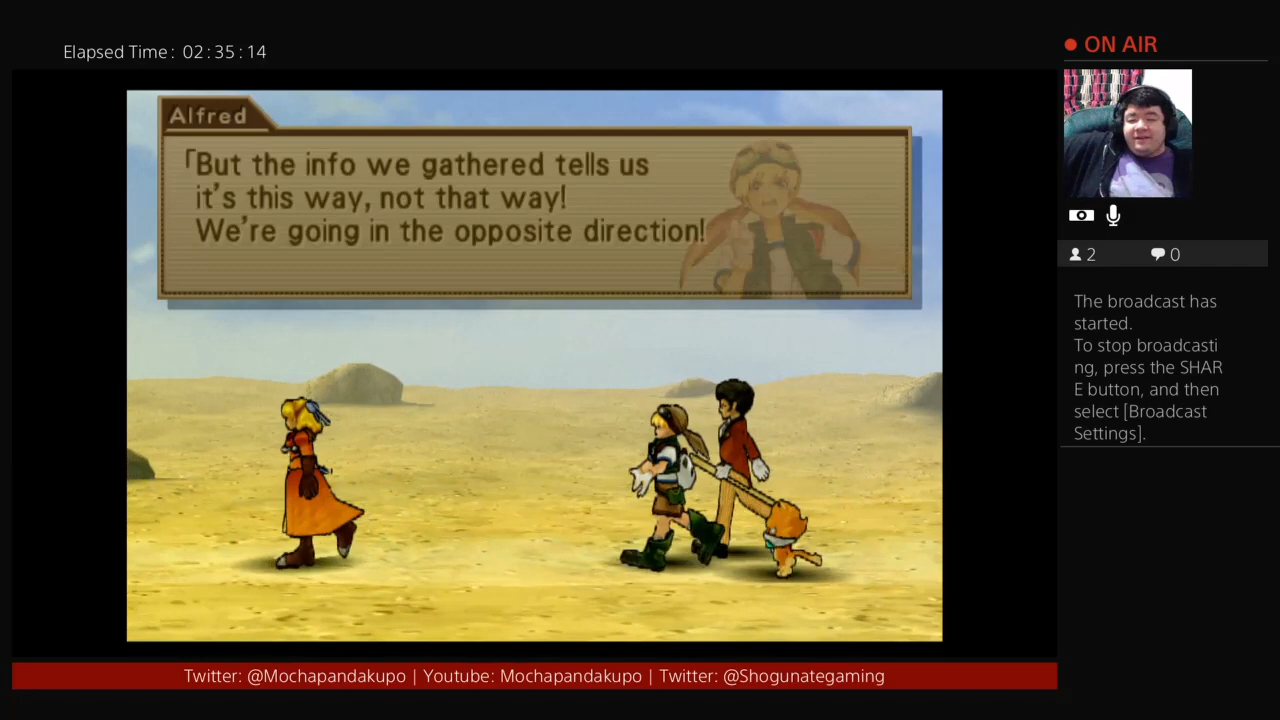 Elapsed Time: 02:35:14
ON AIR
Alfred
「But the info we gathered tells us
it's this way, not that way!
We're going in the opposite direction!
2
0
The broadcast has
started.
To stop broadcasti
ng, press the SHAR
E button, and then
select [Broadcast
Settings].
Twitter: @Mochapandakupo | Youtube: Mochapandakupo | Twitter: @Shogunategaming